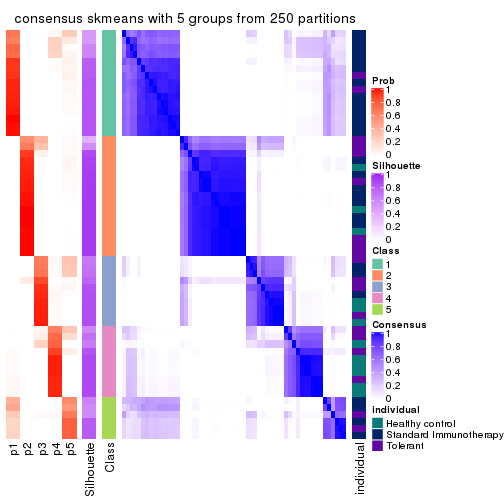 consensus skmeans with 5 groups from 250 partitions
Prob
1
0.8
0.6
0.4
0.2
0
Silhouette
1
0.8
0.6
0.4
0.2
0
Class
1
2
3
4
5
Consensus
1
0.8
0.6
0.4
0.2
0
individual
Healthy control
Standard Immunotherapy
Tolerant
p1
p2
p3
p4
p5
Silhouette
Class
individual